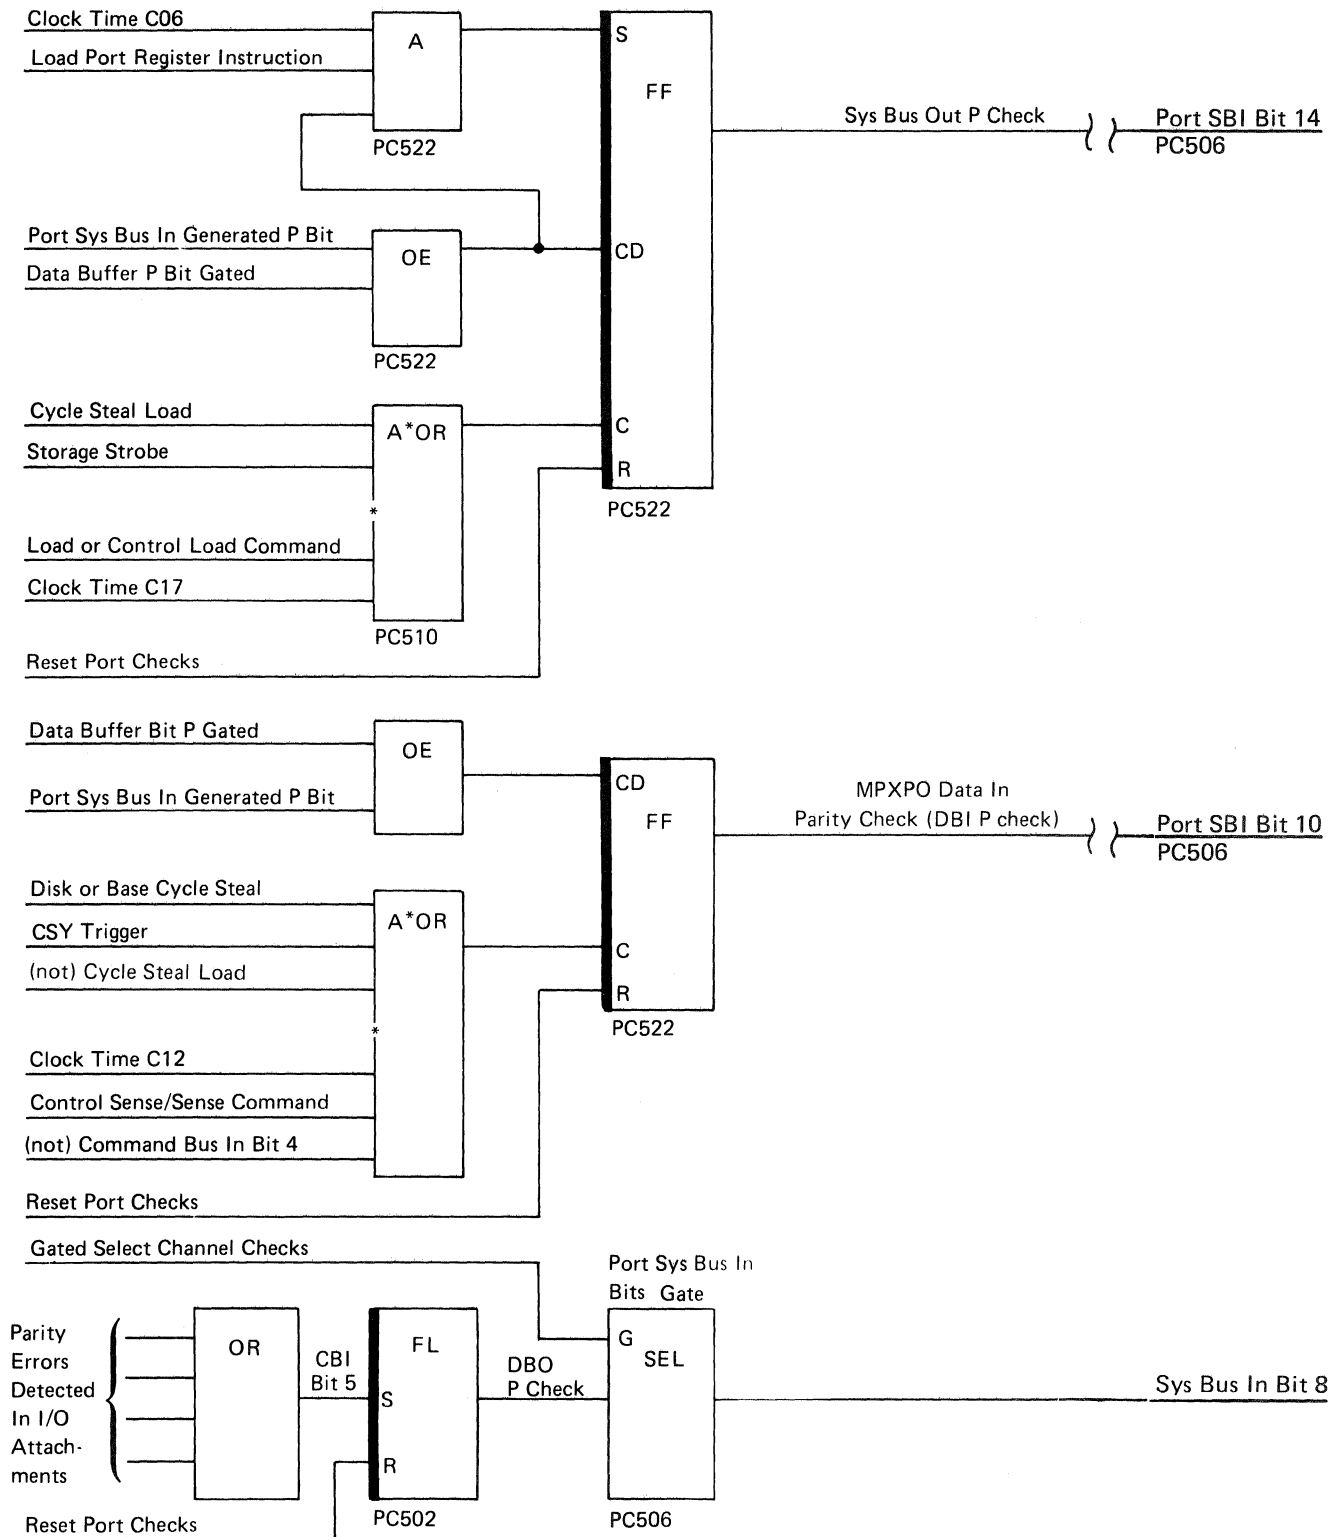 Clock Time C06
Load Port Register Instruction
A
PC522
S
FF
Sys Bus Out P Check
Port SBI Bit 14
PC506
Port Sys Bus In Generated P Bit
Data Buffer P Bit Gated
OE
PC522
CD
Cycle Steal Load
Storage Strobe
A*OR
*
C
R
PC522
Load or Control Load Command
Clock Time C17
PC510
Reset Port Checks
Data Buffer Bit P Gated
OE
Port Sys Bus In Generated P Bit
CD
FF
MPXPO Data In
Parity Check (DBI P check)
Port SBI Bit 10
PC506
Disk or Base Cycle Steal
CSY Trigger
(not) Cycle Steal Load
A*OR
*
C
R
PC522
Clock Time C12
Control Sense/Sense Command
(not) Command Bus In Bit 4
Reset Port Checks
Gated Select Channel Checks
Port Sys Bus In
Bits Gate
Parity
Errors
Detected
In I/O
Attach-
ments
OR
CBI
Bit 5
FL
S
R
PC502
DBO
P Check
G
SEL
PC506
Sys Bus In Bit 8
Reset Port Checks